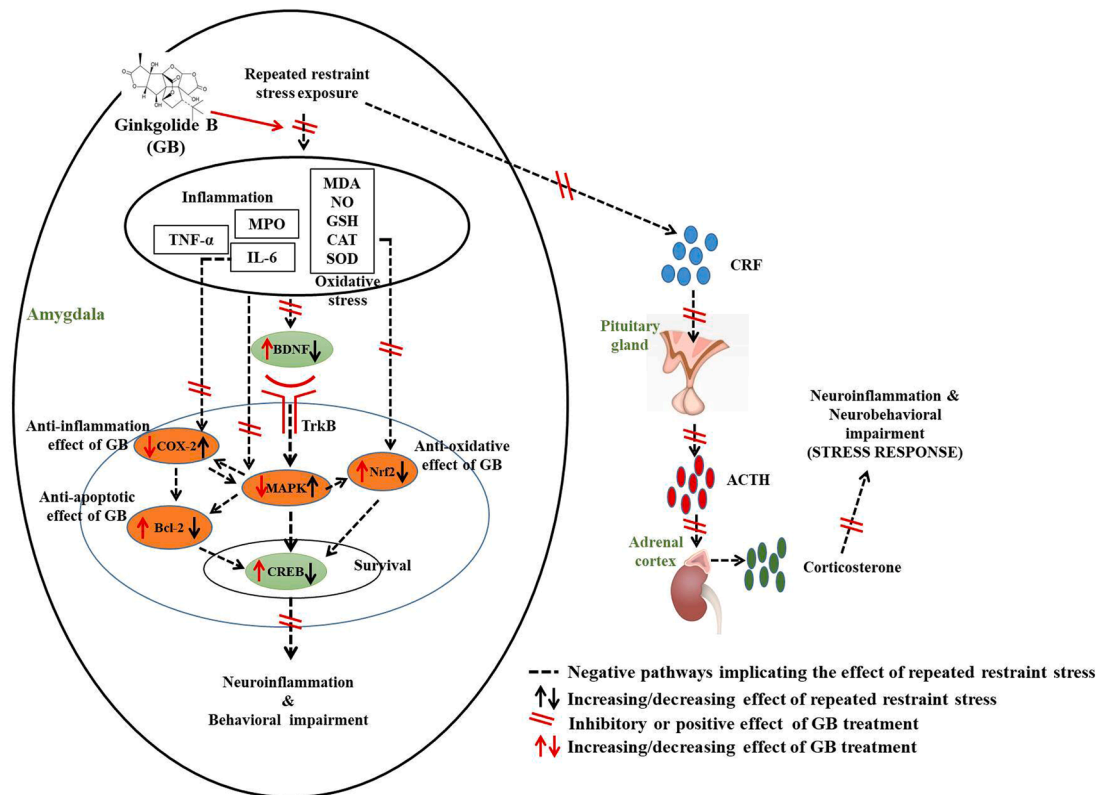 Ginkgolide B
(GB)
Repeated restraint
stress exposure
Inflammation
MPO
TNF-α
IL-6
MDA
NO
GSH
CAT
SOD
Oxidative
stress
Amygdala
BDNF
TrkB
Anti-inflammation
effect of GB
COX-2
Anti-oxidative
effect of GB
Nrf2
MAPK
Anti-apoptotic
effect of GB
Bcl-2
CREB
Survival
Neuroinflammation
&
Behavioral impairment
CRF
Pituitary
gland
ACTH
Adrenal
cortex
Corticosterone
Neuroinflammation &
Neurobehavioral
impairment
(STRESS RESPONSE)
Negative pathways implicating the effect of repeated restraint stress
Increasing/decreasing effect of repeated restraint stress
Inhibitory or positive effect of GB treatment
Increasing/decreasing effect of GB treatment